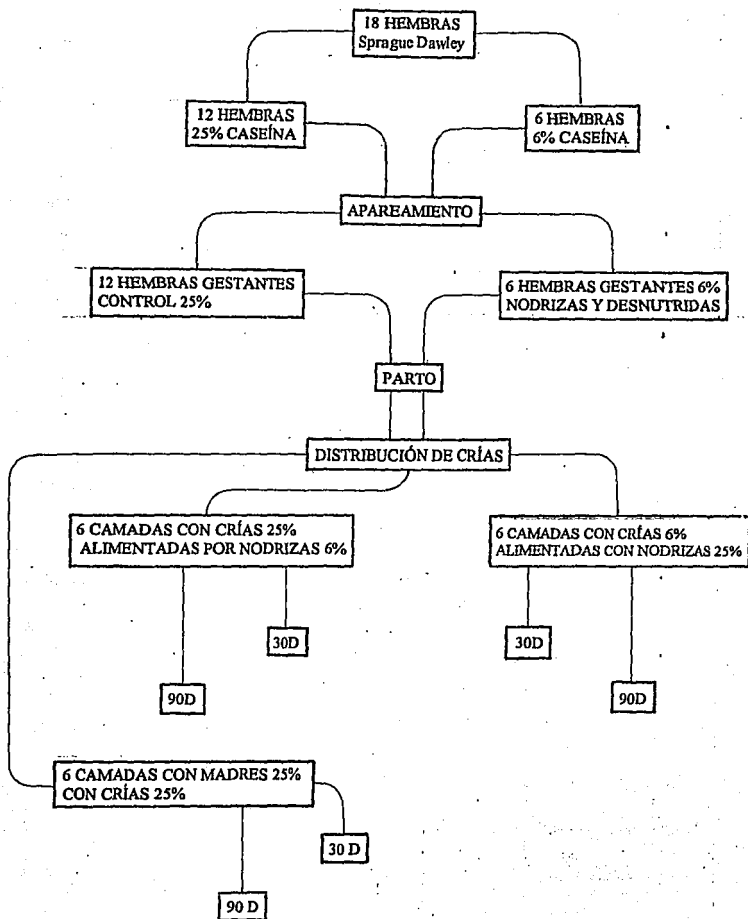 18 HEMBRAS
Sprague Dawley
12 HEMBRAS
25% CASEÍNA
6 HEMBRAS
6% CASEÍNA
APAREAMIENTO
12 HEMBRAS GESTANTES
CONTROL 25%
6 HEMBRAS GESTANTES 6%
NODRIZAS Y DESNUTRIDAS
PARTO
DISTRIBUCIÓN DE CRÍAS
6 CAMADAS CON CRÍAS 25%
ALIMENTADAS POR NODRIZAS 6%
6 CAMADAS CON CRÍAS 6%
ALIMENTADAS CON NODRIZAS 25%
30D
90D
30D
90D
6 CAMADAS CON MADRES 25%
CON CRÍAS 25%
30 D
90 D